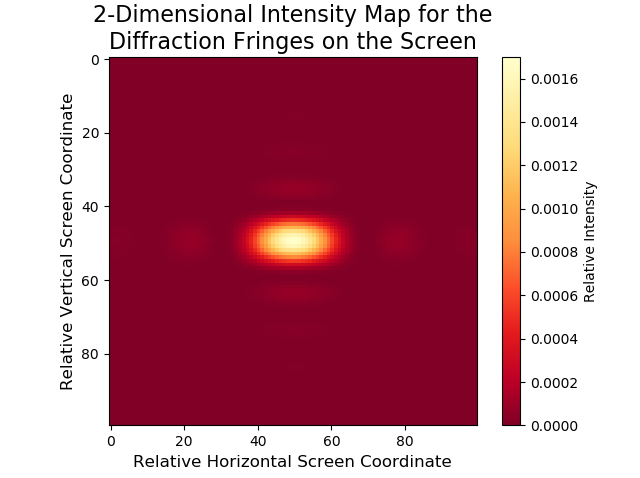 2-Dimensional Intensity Map for the
Diffraction Fringes on the Screen
0
20
40
60
80
Relative Vertical Screen Coordinate
0 20 40 60 80
Relative Horizontal Screen Coordinate
0.0016
0.0014
0.0012
0.0010
0.0008
0.0006
0.0004
0.0002
0.0000
Relative Intensity